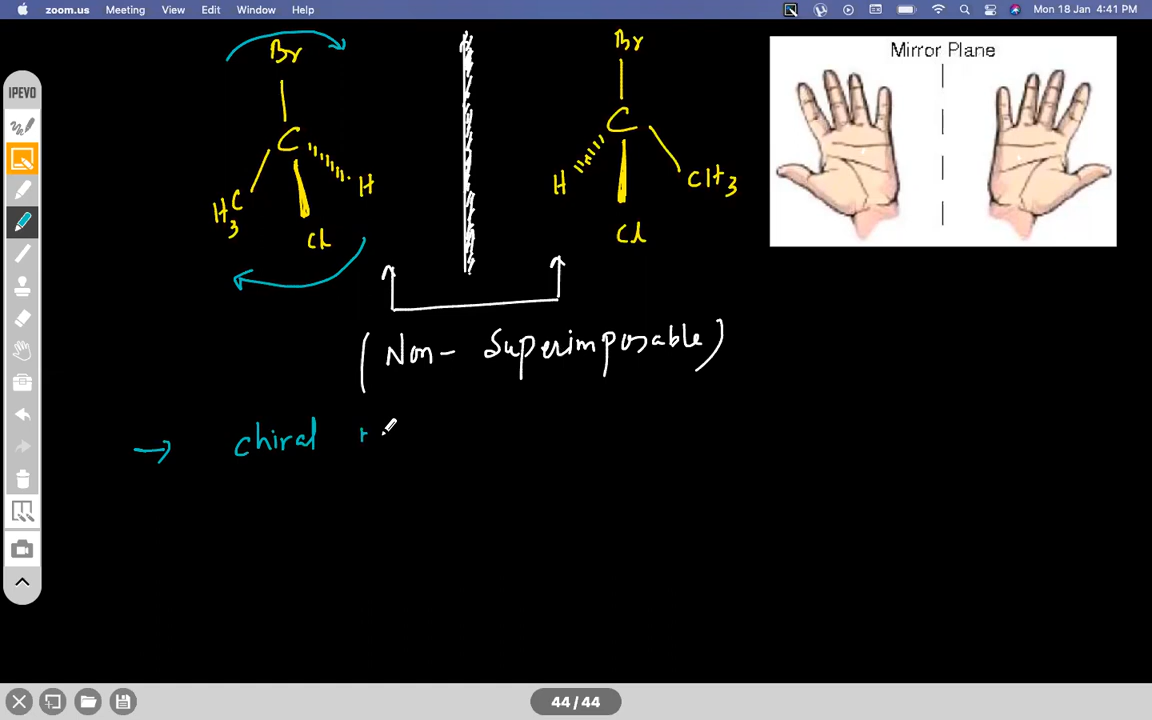 zoom.us Meeting View Edit Window Help Mon 18 Jan 4:41 PM
IPEVO
Mirror Plane
Br Br
C C
H3C H H CH3
Cl Cl
(Non- Superimposable)
→ chiral
44/44